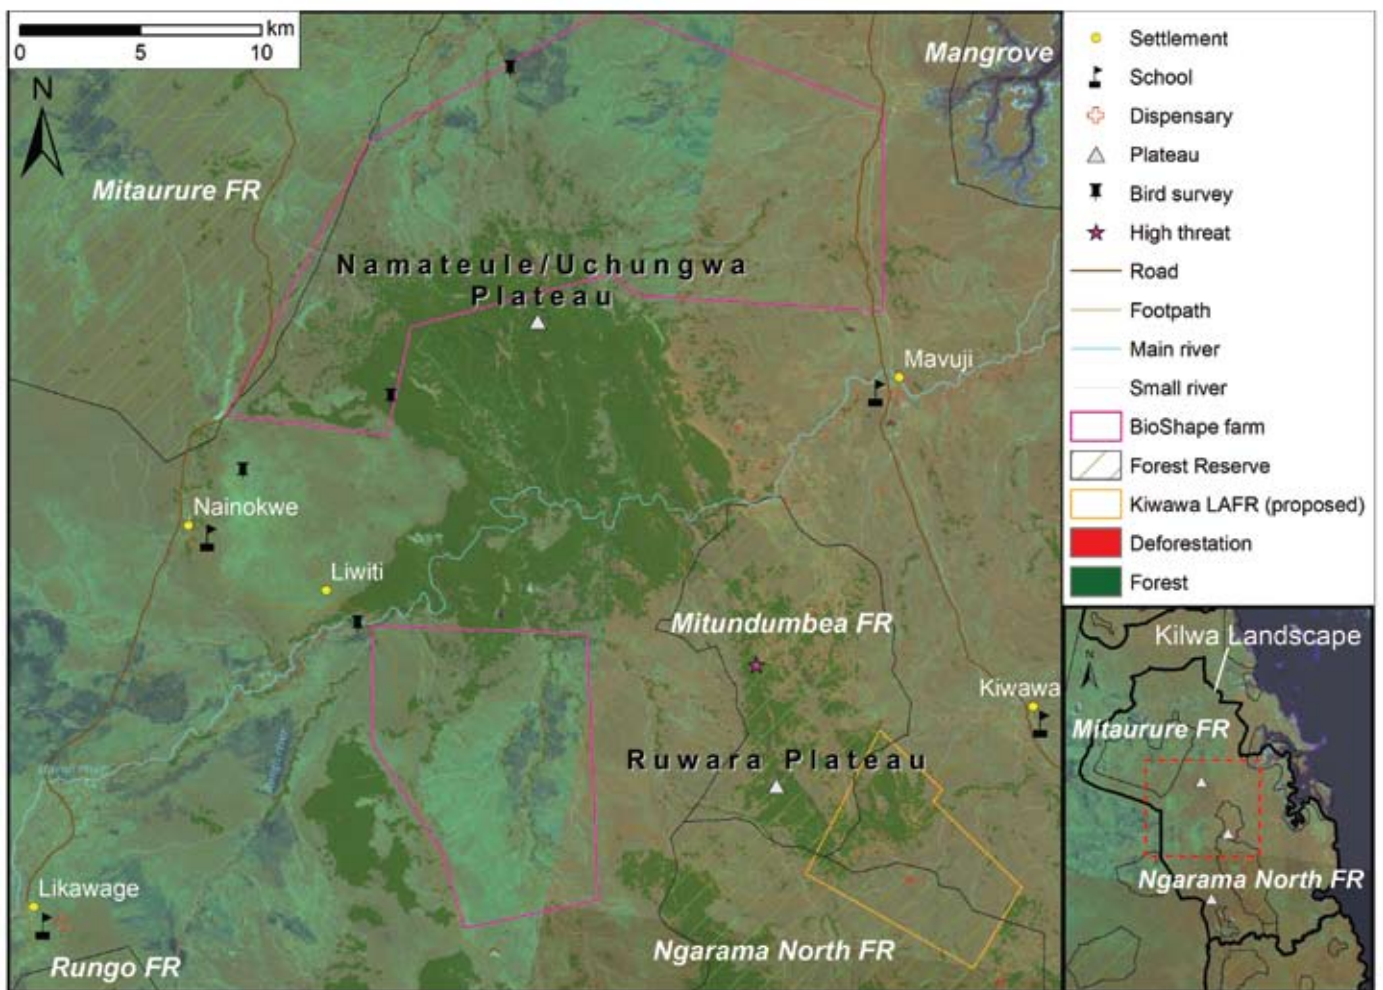 km
0 5 10
N
Mangrove
Mitaurure FR
Namateule/Uchungwa
Plateau
Mavuji
Nainokwe
Liwiti
Mitundumbea FR
Kiwawa
Ruwara Plateau
Likawage
Ngarama North FR
Rungo FR
Settlement
School
Dispensary
Plateau
Bird survey
High threat
Road
Footpath
Main river
Small river
BioShape farm
Forest Reserve
Kiwawa LAFR (proposed)
Deforestation
Forest
Kilwa Landscape
N
Mitaurure FR
Ngarama North FR